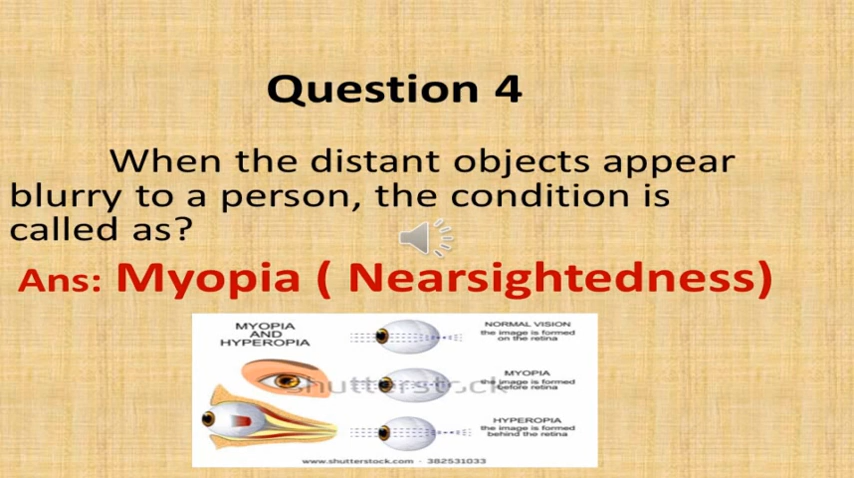 Question 4
When the distant objects appear
blurry to a person, the condition is
called as?
Ans: Myopia ( Nearsightedness)
MYOPIA
AND
HYPEROPIA
NORMAL VISION
the image is formed
on the retina
MYOPIA
the image is formed
before retina
HYPEROPIA
the image is formed
behind the retina
shutterstock
www.shutterstock.com · 382531033